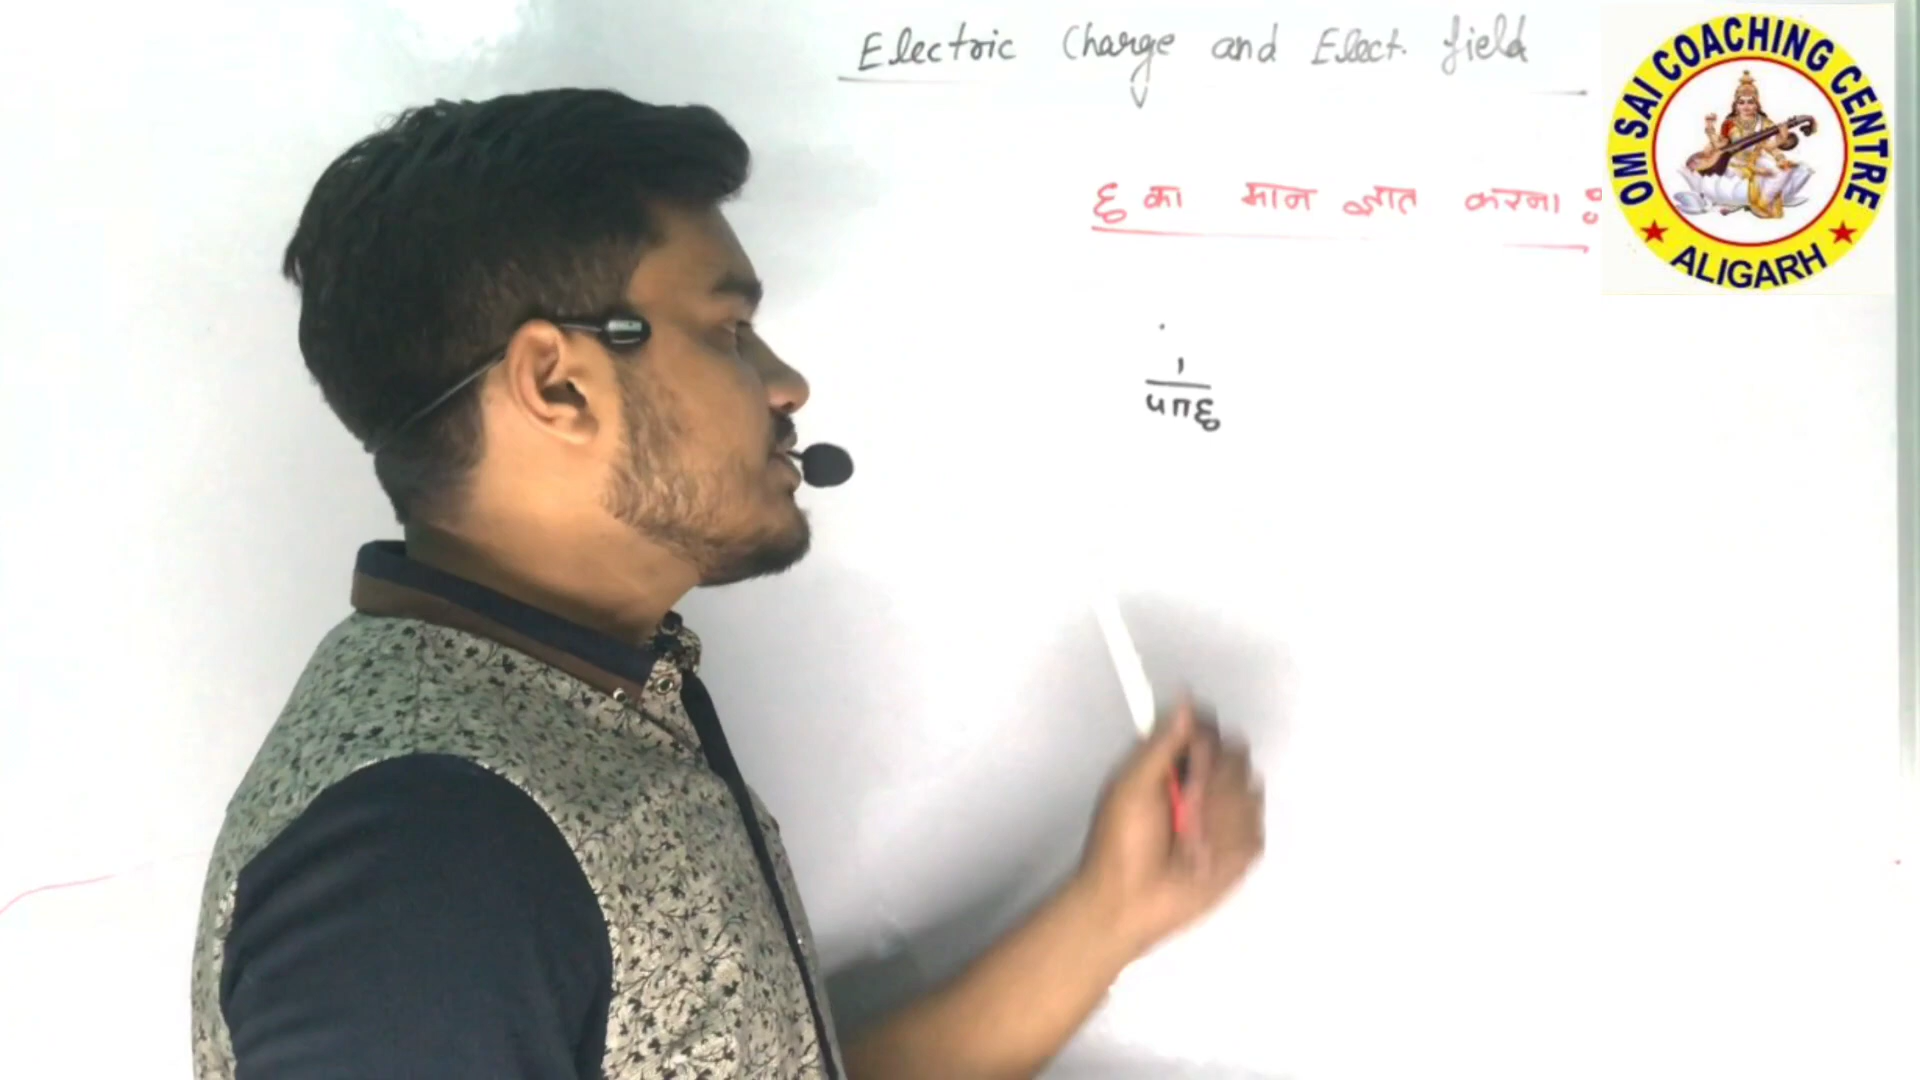 Electric Charge and Elect. field
ε₀ का मान ज्ञात करना :
1
4πε₀
OM SAI COACHING CENTRE
ALIGARH